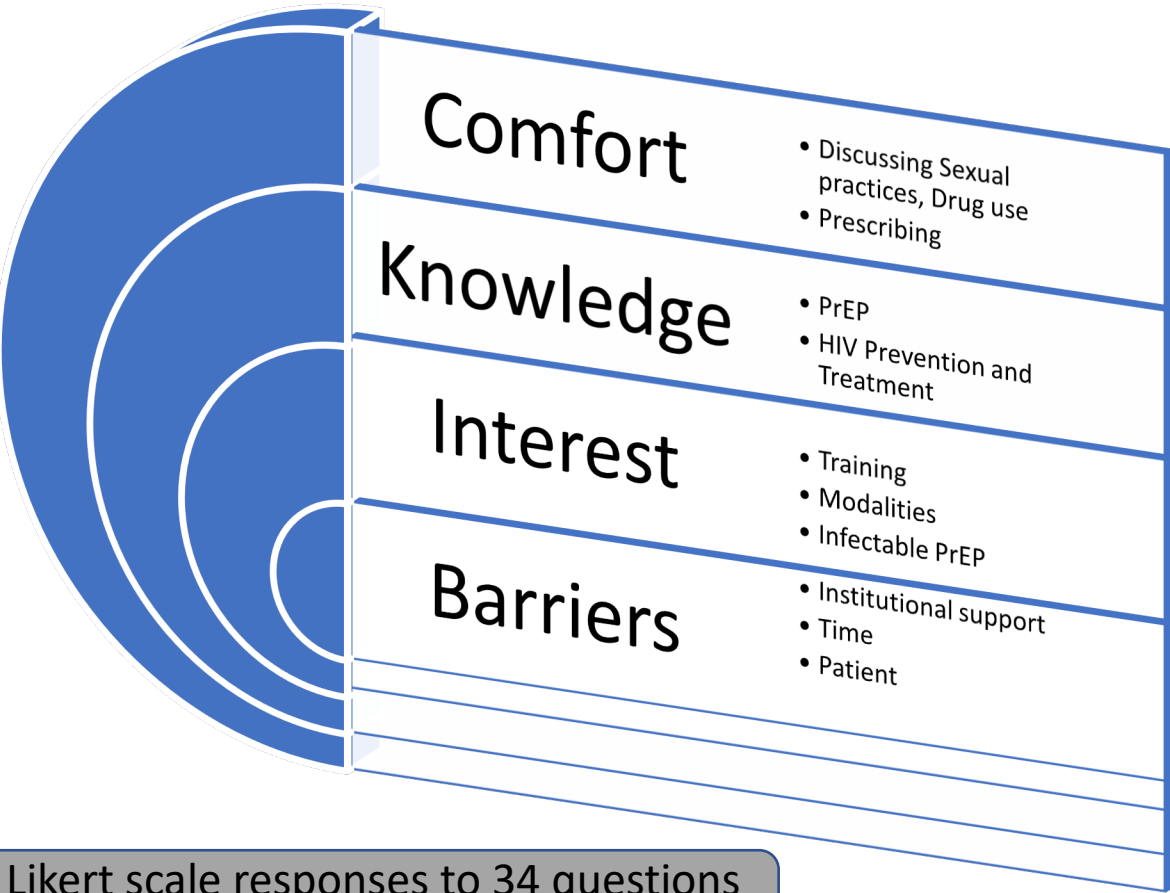 Comfort
• Discussing Sexual
practices, Drug use
• Prescribing
Knowledge
• PrEP
• HIV Prevention and
Treatment
Interest
• Training
• Modalities
• Infectable PrEP
Barriers
• Institutional support
• Time
• Patient
Likert scale responses to 34 questions